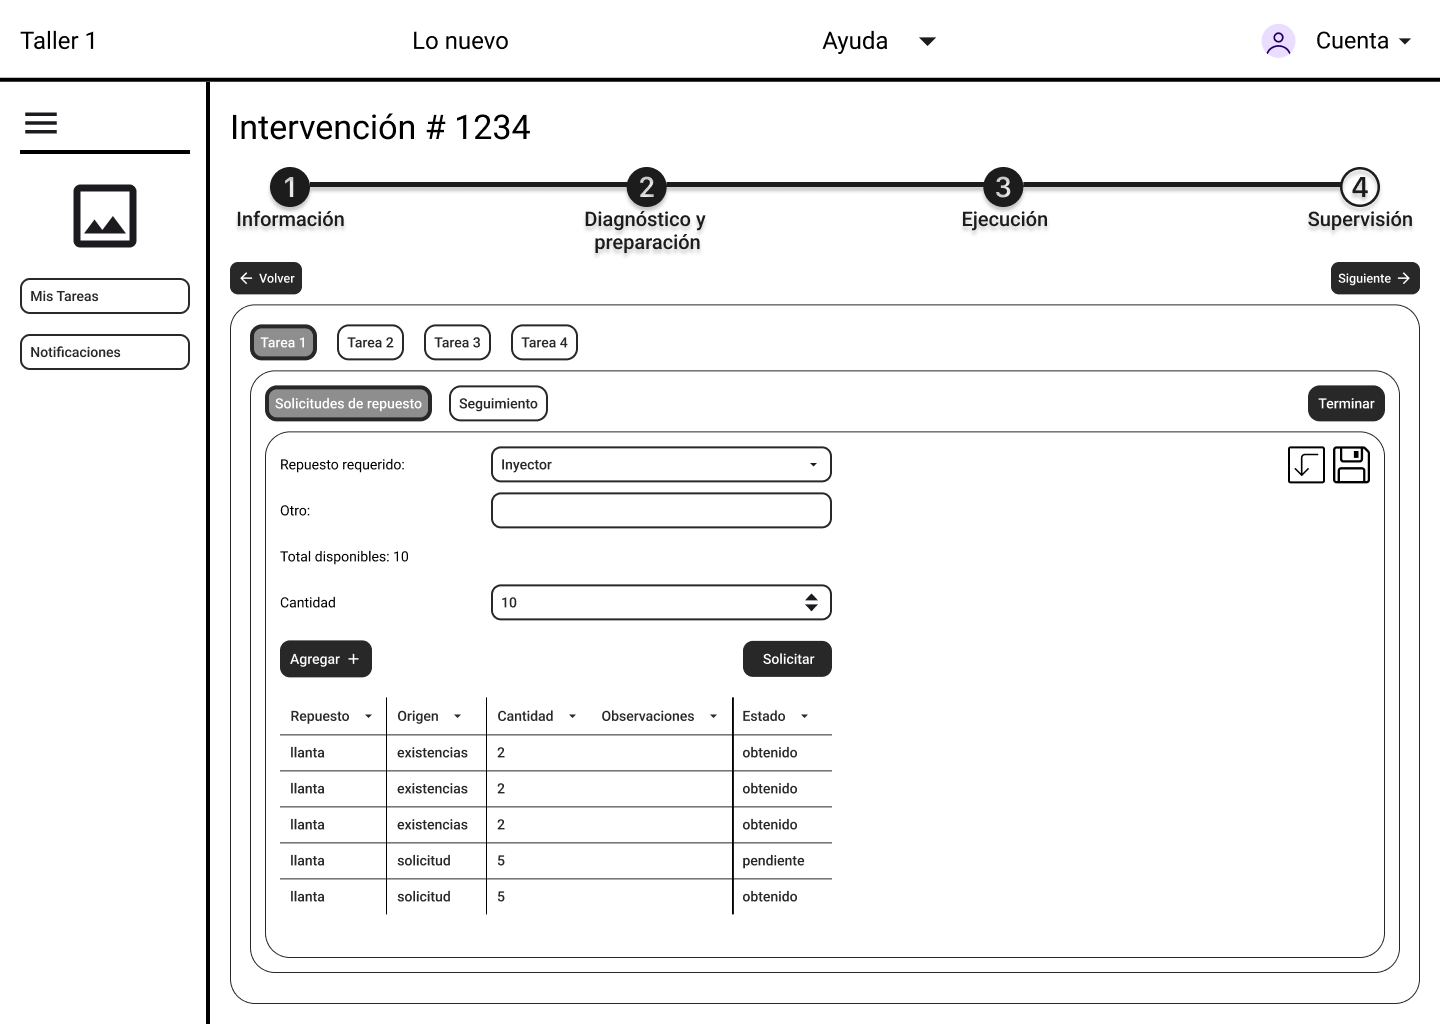 Taller 1
Lo nuevo
Ayuda
Cuenta
Mis Tareas
Notificaciones
Intervención # 1234
1
2
3
4
Información
Diagnóstico y
preparación
Ejecución
Supervisión
Volver
Siguiente
Tarea 1
Tarea 2
Tarea 3
Tarea 4
Solicitudes de repuesto
Seguimiento
Terminar
Repuesto requerido:
Inyector
Otro:
Total disponibles: 10
Cantidad
10
Agregar +
Solicitar
Repuesto Origen Cantidad Observaciones Estado
llanta existencias 2 obtenido
llanta existencias 2 obtenido
llanta existencias 2 obtenido
llanta solicitud 5 pendiente
llanta solicitud 5 obtenido